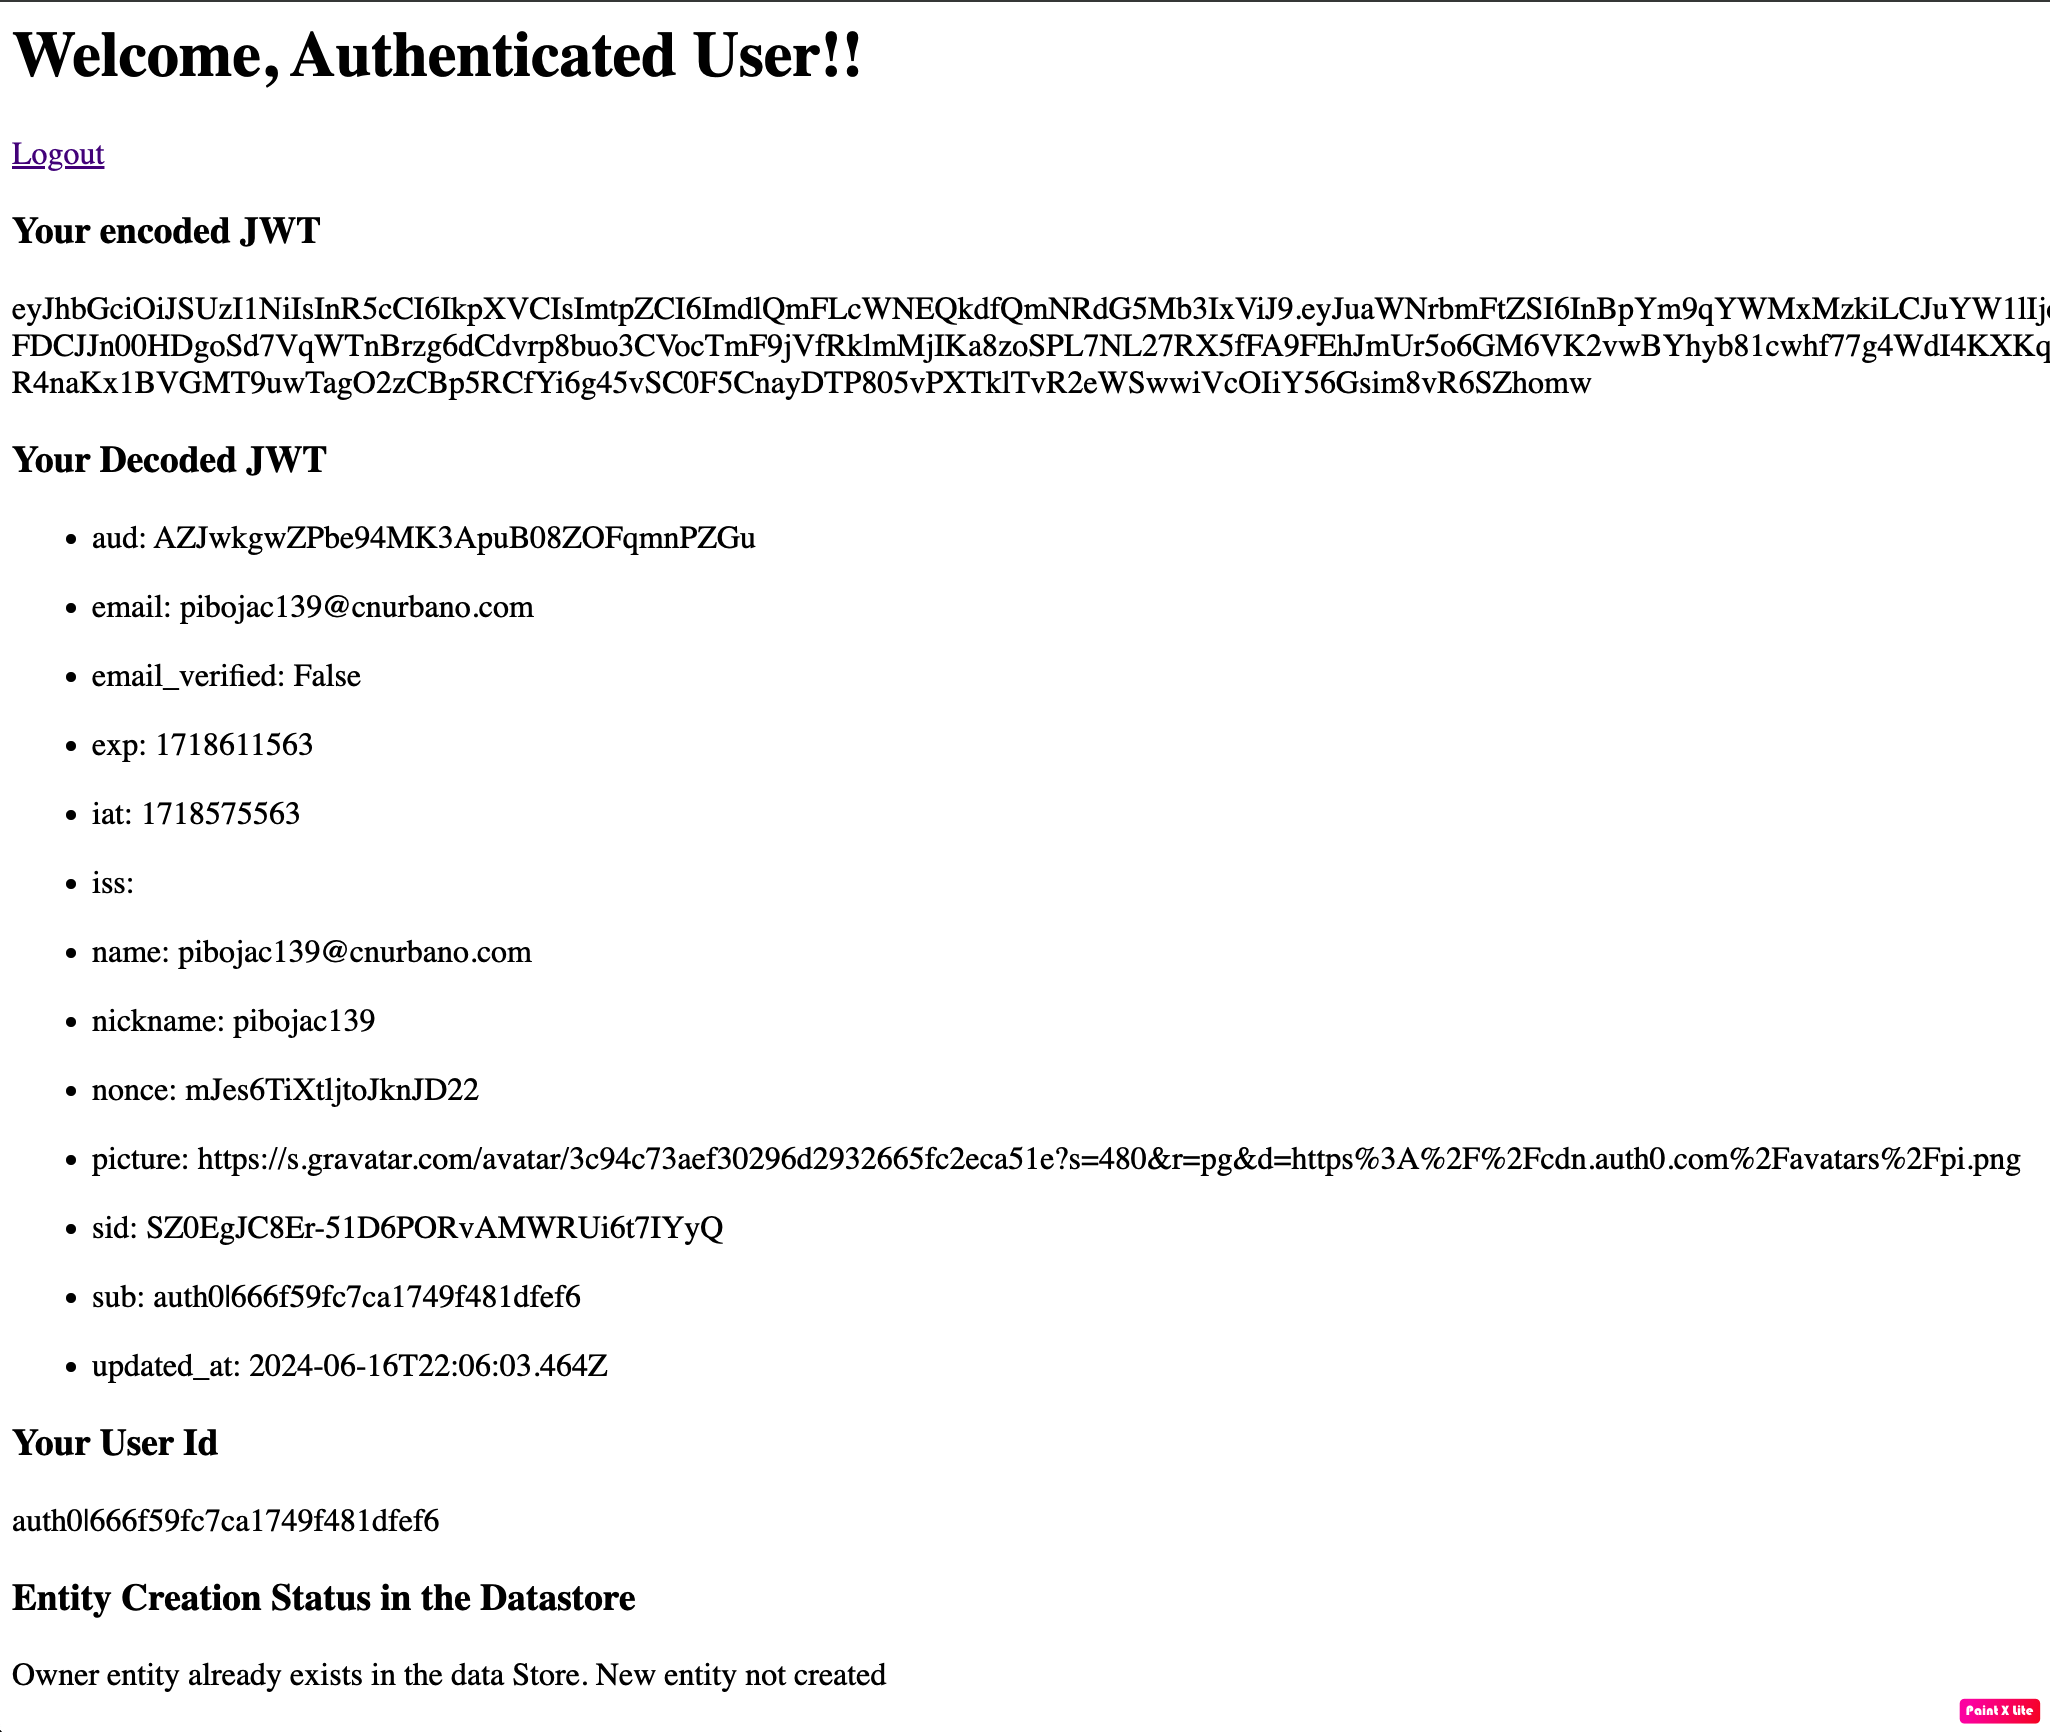 Welcome, Authenticated User!!
Logout
Your encoded JWT
eyJhbGciOiJSUzI1NiIsInR5cCI6IkpXVCIsImtpZCI6ImdlQmFLcWNEQkdfQmNRdG5Mb3IxViJ9.eyJuaWNrbmFtZSI6InBpYm9qYWMxMzkiLCJuYW1lIj
FDCJJn00HDgoSd7VqWTnBrzg6dCdvrp8buo3CVocTmF9jVfRklmMjIKa8zoSPL7NL27RX5fFA9FEhJmUr5o6GM6VK2vwBYhyb81cwhf77g4WdI4KXKq
R4naKx1BVGMT9uwTagO2zCBp5RCfYi6g45vSC0F5CnayDTP805vPXTklTvR2eWSwwiVcOIiY56Gsim8vR6SZhomw
Your Decoded JWT
• aud: AZJwkgwZPbe94MK3ApuB08ZOFqmnPZGu
• email: pibojac139@cnurbano.com
• email_verified: False
• exp: 1718611563
• iat: 1718575563
• iss:
• name: pibojac139@cnurbano.com
• nickname: pibojac139
• nonce: mJes6TiXtljtoJknJD22
• picture: https://s.gravatar.com/avatar/3c94c73aef30296d2932665fc2eca51e?s=480&r=pg&d=https%3A%2F%2Fcdn.auth0.com%2Favatars%2Fpi.png
• sid: SZ0EgJC8Er-51D6PORvAMWRUi6t7IYyQ
• sub: auth0|666f59fc7ca1749f481dfef6
• updated_at: 2024-06-16T22:06:03.464Z
Your User Id
auth0|666f59fc7ca1749f481dfef6
Entity Creation Status in the Datastore
Owner entity already exists in the data Store. New entity not created
Paint X Lite